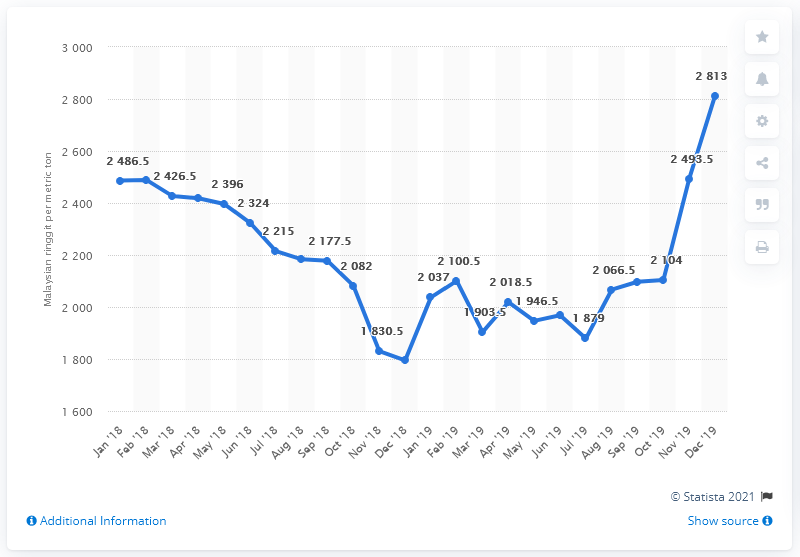 3 000
2 800
2 600
2 400
2 200
2 000
1 800
1 600
Malaysian ringgit per metric ton
2 486.5
2 426.5
2 396
2 324
2 215
2 177.5
2 082
1 830.5
2 037
2 100.5
1 903.5
2 018.5
1 946.5
1 879
2 066.5
2 104
2 493.5
2 813
Jan '18
Feb '18
Mar '18
Apr '18
May '18
Jun '18
Jul '18
Aug '18
Sep '18
Oct '18
Nov '18
Dec '18
Jan '19
Feb '19
Mar '19
Apr '19
May '19
Jun '19
Jul '19
Aug '19
Sep '19
Oct '19
Nov '19
Dec '19
© Statista 2021
Additional Information
Show source